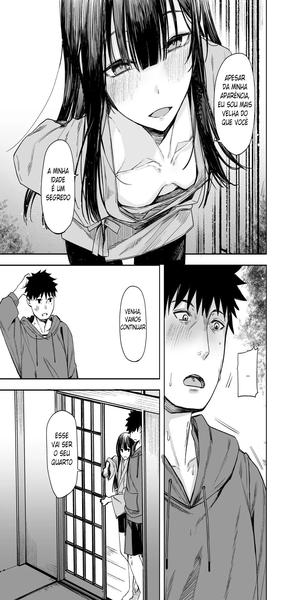 APESAR
DA MINHA
APARÊNCIA,
EU SOU MAIS
VELHA DO
QUE VOCÊ
A MINHA
IDADE
É UM
SEGREDO
VENHA,
VAMOS
CONTINUAR
ESSE
VAI SER
O SEU
QUARTO